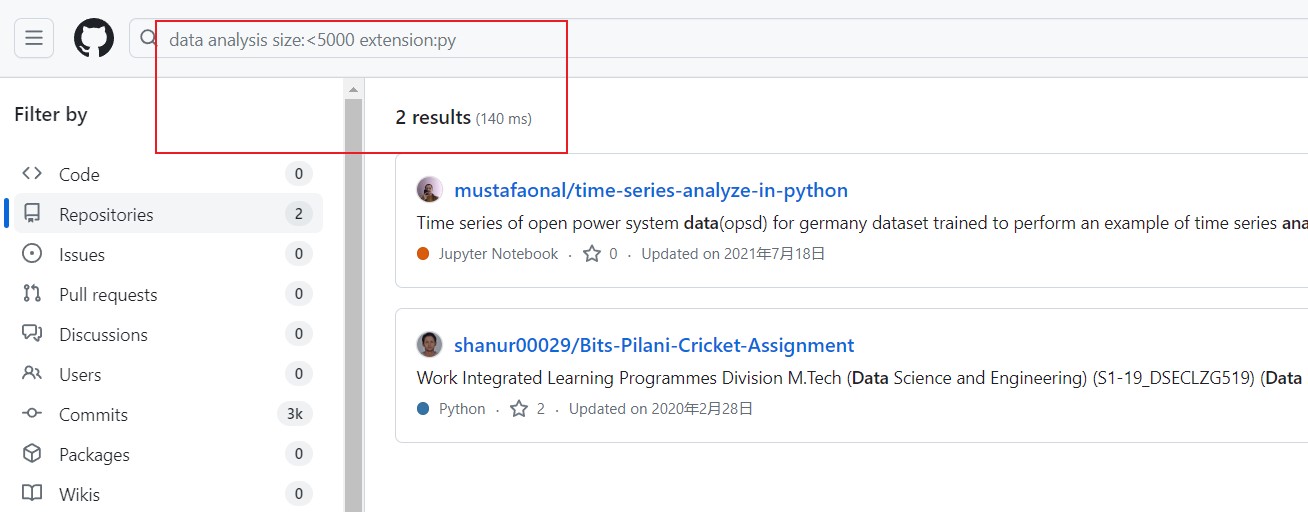 data analysis size:<5000 extension:py
Filter by
2 results (140 ms)
Code 0
Repositories 2
Issues 0
Pull requests 0
Discussions 0
Users 0
Commits 3k
Packages 0
Wikis 0
mustafaonal/time-series-analyze-in-python
Time series of open power system data(opsd) for germany dataset trained to perform an example of time series ana
Jupyter Notebook · 0 · Updated on 2021年7月18日
shanur00029/Bits-Pilani-Cricket-Assignment
Work Integrated Learning Programmes Division M.Tech (Data Science and Engineering) (S1-19_DSECLZG519) (Data
Python · 2 · Updated on 2020年2月28日